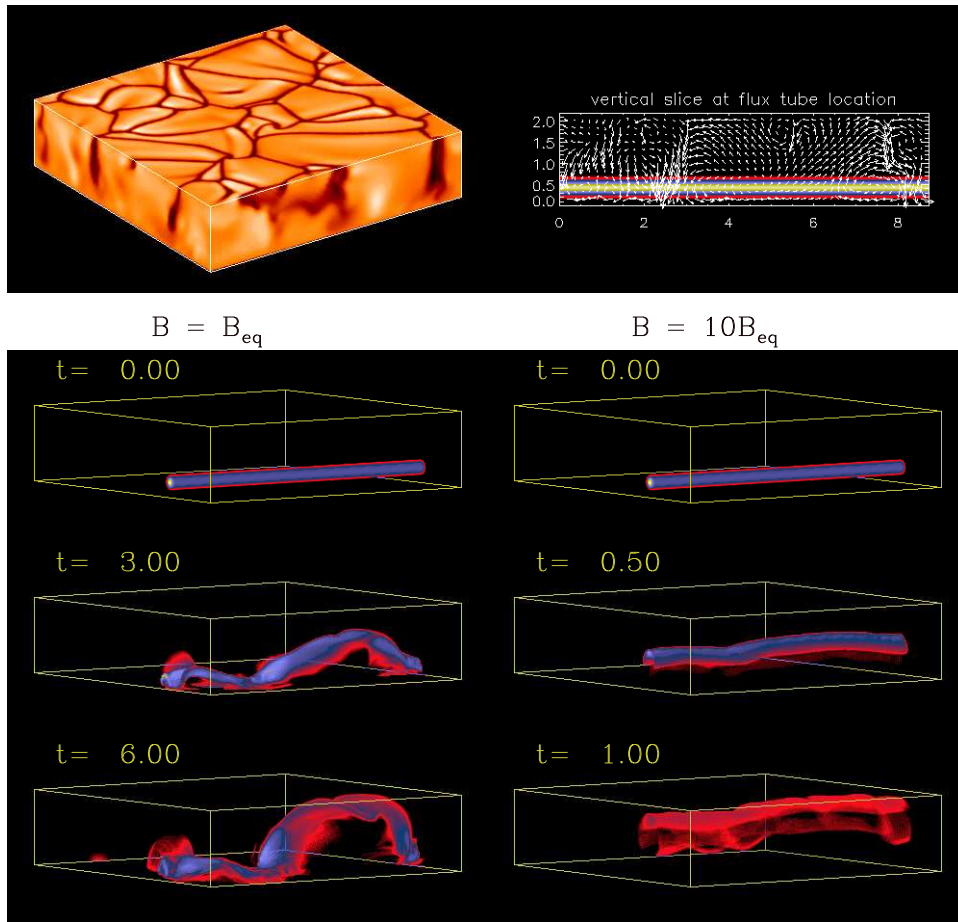 vertical slice at flux tube location
2.0
1.5
1.0
0.5
0.0
0 2 4 6 8
B = B_eq B = 10B_eq
t= 0.00 t= 0.00
t= 3.00 t= 0.50
t= 6.00 t= 1.00